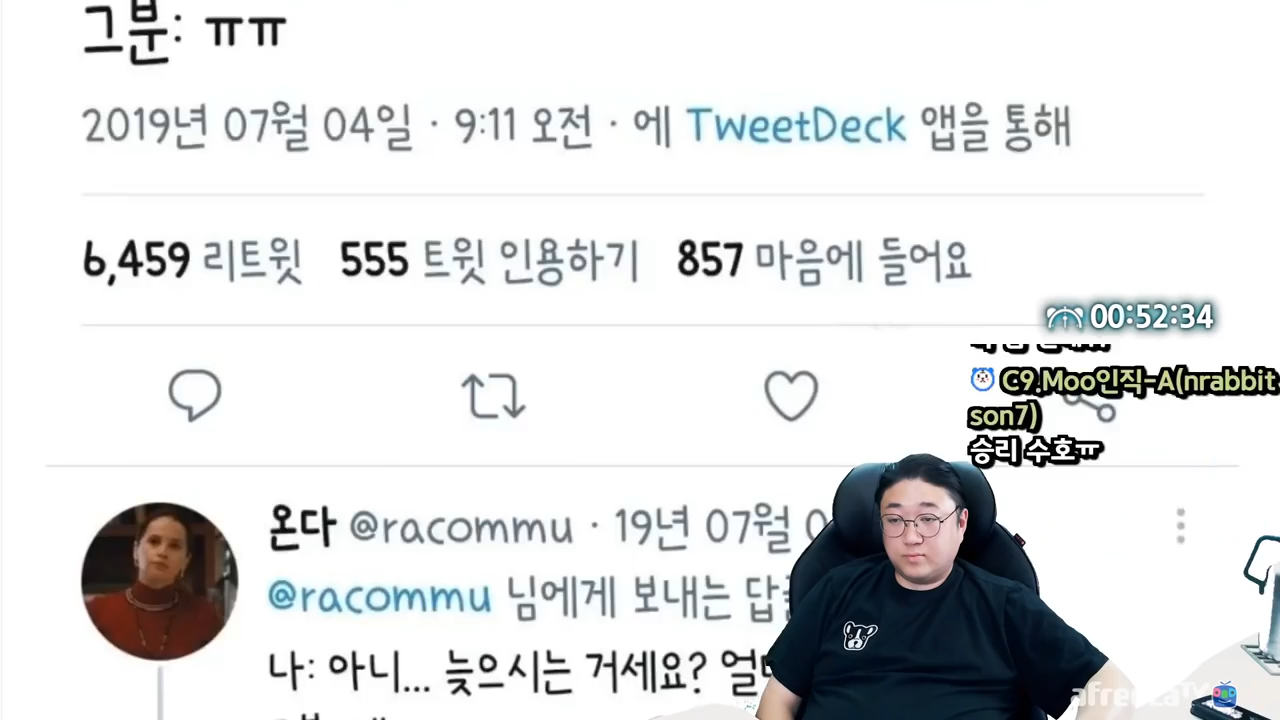 그분: ㅠㅠ
2019년 07월 04일 · 9:11 오전 · 에 TweetDeck 앱을 통해
6,459 리트윗 555 트윗 인용하기 857 마음에 들어요
00:52:34
C9.Moo인직-A(nrabbit
son7)
승리 수호ㅠ
온다 @racommu · 19년 07월
@racommu 님에게 보내는
나: 아니... 늦으시는 거세요?
afreecaTV